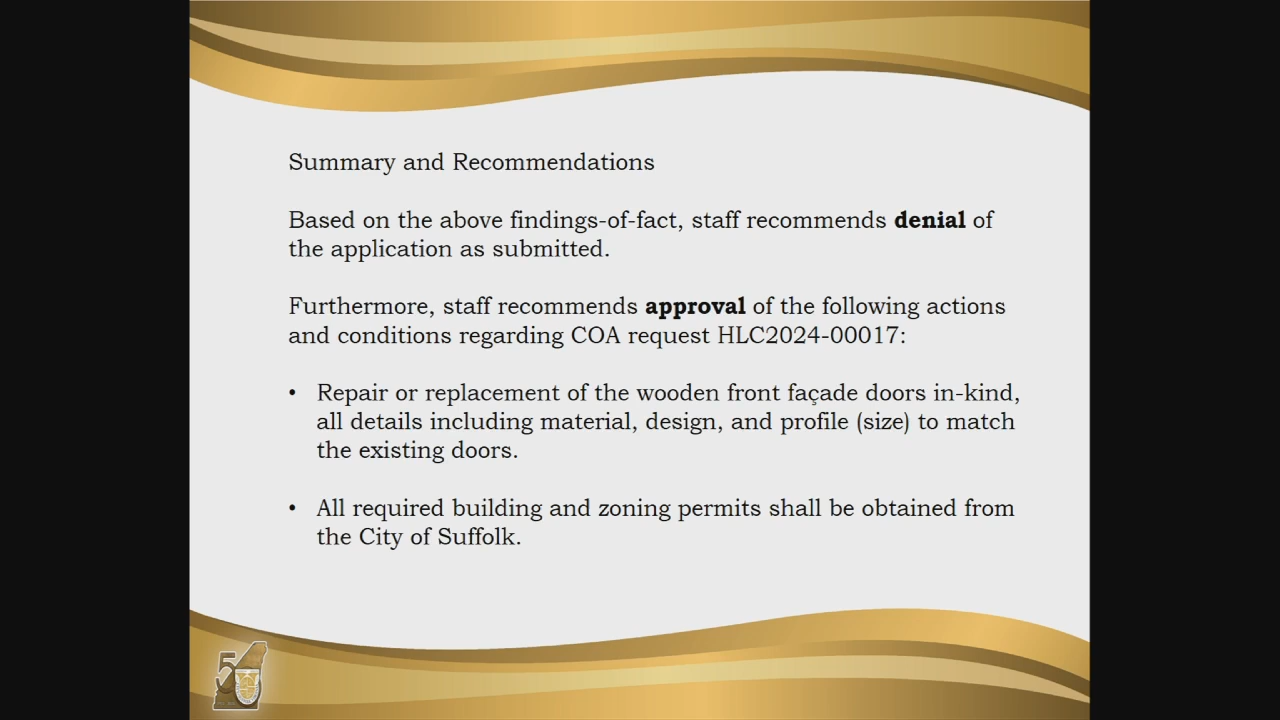 Summary and Recommendations
Based on the above findings-of-fact, staff recommends denial of
the application as submitted.
Furthermore, staff recommends approval of the following actions
and conditions regarding COA request HLC2024-00017:
• Repair or replacement of the wooden front façade doors in-kind,
all details including material, design, and profile (size) to match
the existing doors.
• All required building and zoning permits shall be obtained from
the City of Suffolk.
50